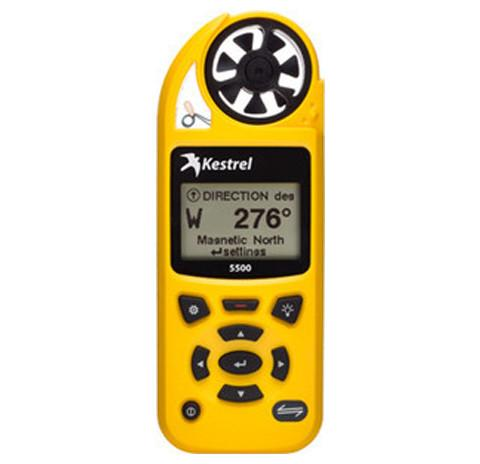 Kestrel
DIRECTION deg
W 276°
Magnetic North
↵settings
5500